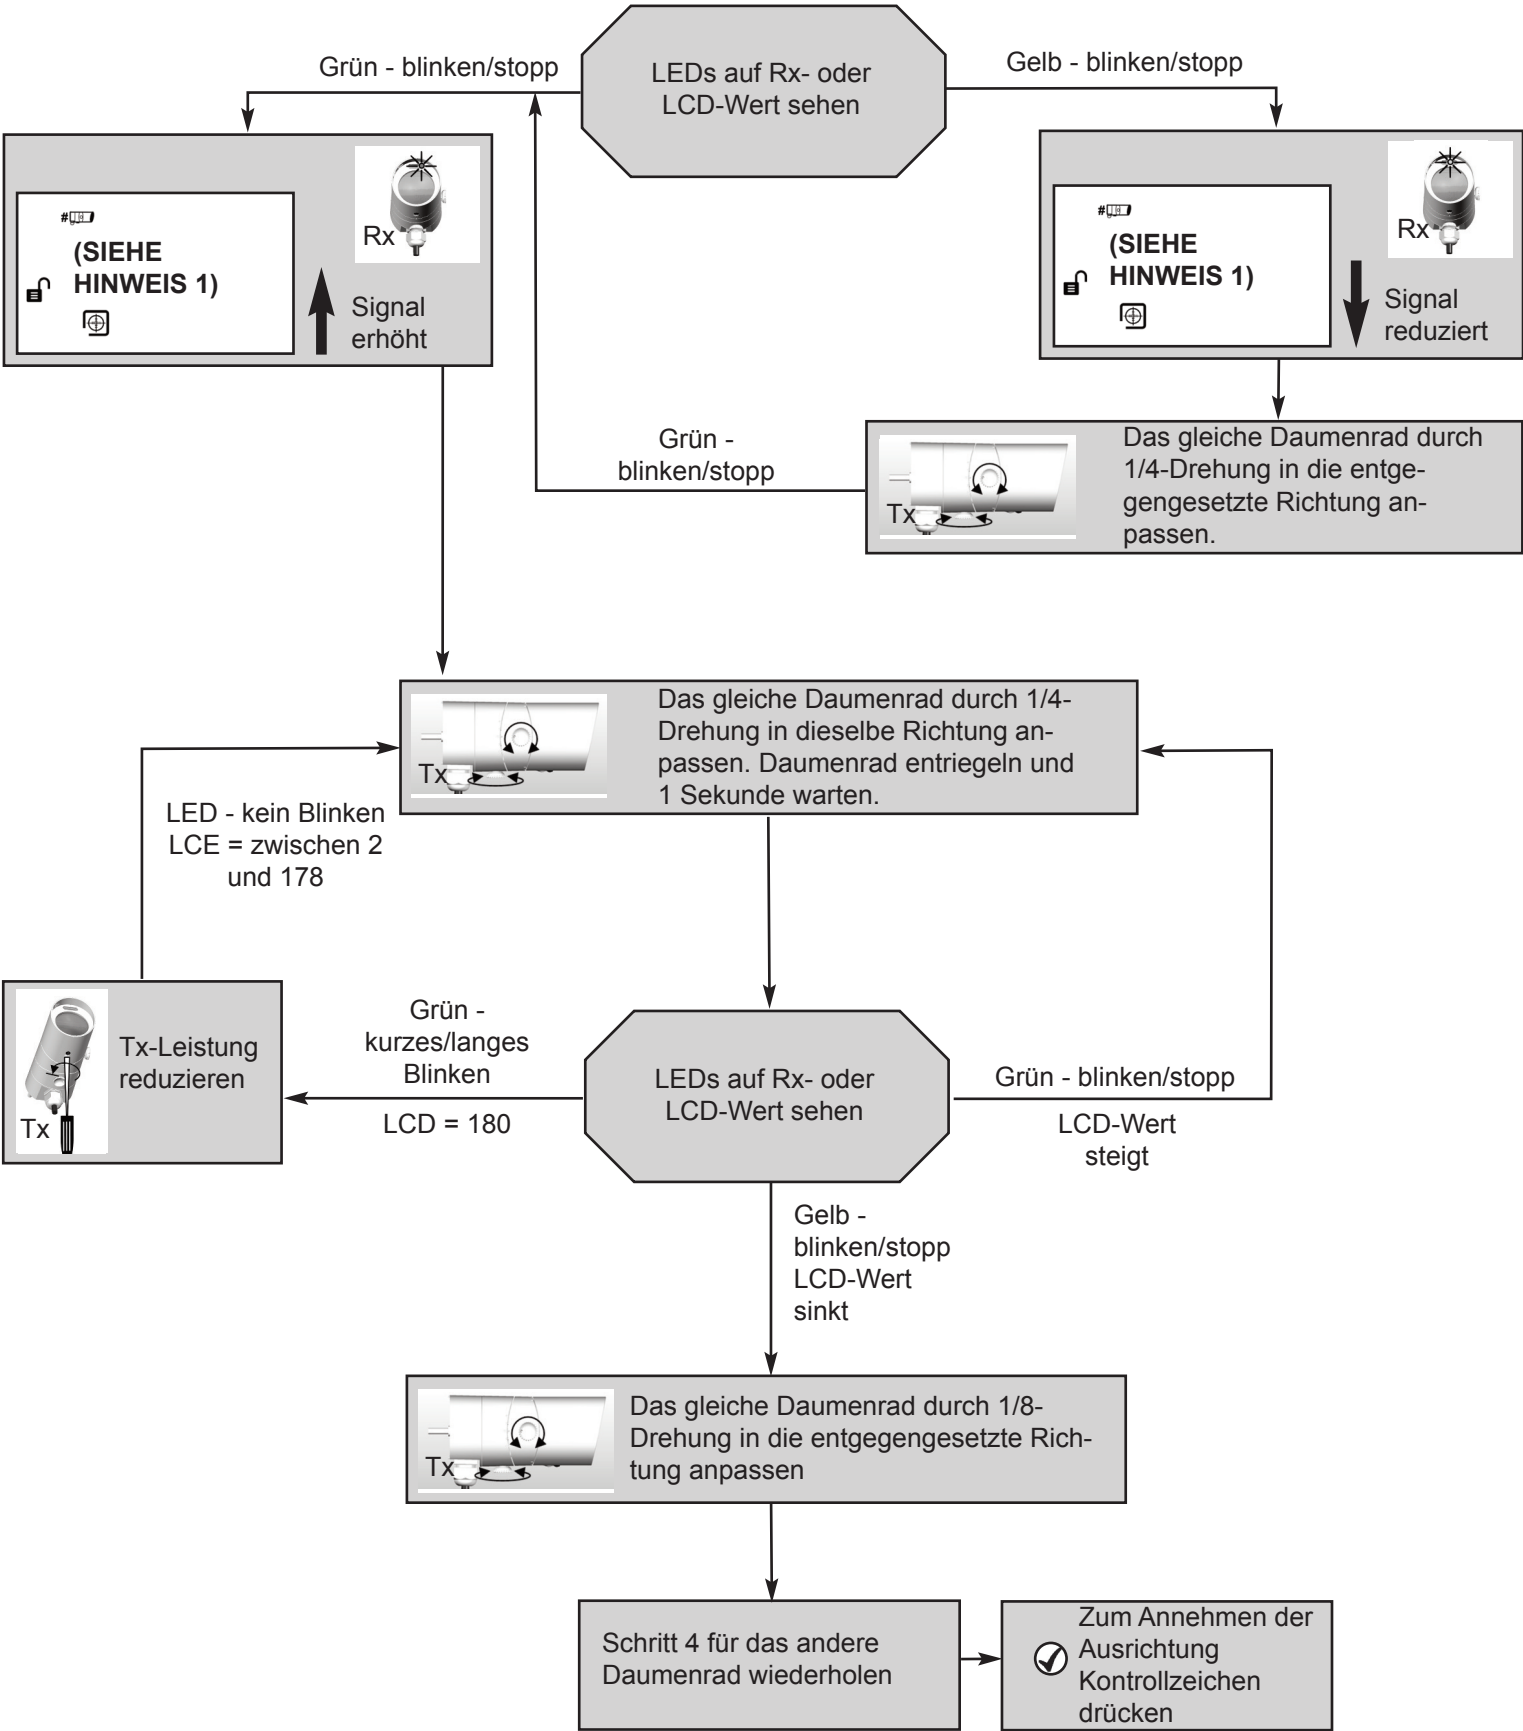 LEDs auf Rx- oder
LCD-Wert sehen
Grün - blinken/stopp
Gelb - blinken/stopp
#
(SIEHE
HINWEIS 1)
Rx
Signal
erhöht
#
(SIEHE
HINWEIS 1)
Rx
Signal
reduziert
Grün -
blinken/stopp
Tx
Das gleiche Daumenrad durch
1/4-Drehung in die entge-
gengesetzte Richtung an-
passen.
Tx
Das gleiche Daumenrad durch 1/4-
Drehung in dieselbe Richtung an-
passen. Daumenrad entriegeln und
1 Sekunde warten.
LED - kein Blinken
LCE = zwischen 2
und 178
Tx
Tx-Leistung
reduzieren
Grün -
kurzes/langes
Blinken
LCD = 180
LEDs auf Rx- oder
LCD-Wert sehen
Grün - blinken/stopp
LCD-Wert
steigt
Gelb -
blinken/stopp
LCD-Wert
sinkt
Tx
Das gleiche Daumenrad durch 1/8-
Drehung in die entgegengesetzte Rich-
tung anpassen
Schritt 4 für das andere
Daumenrad wiederholen
Zum Annehmen der
Ausrichtung
Kontrollzeichen
drücken